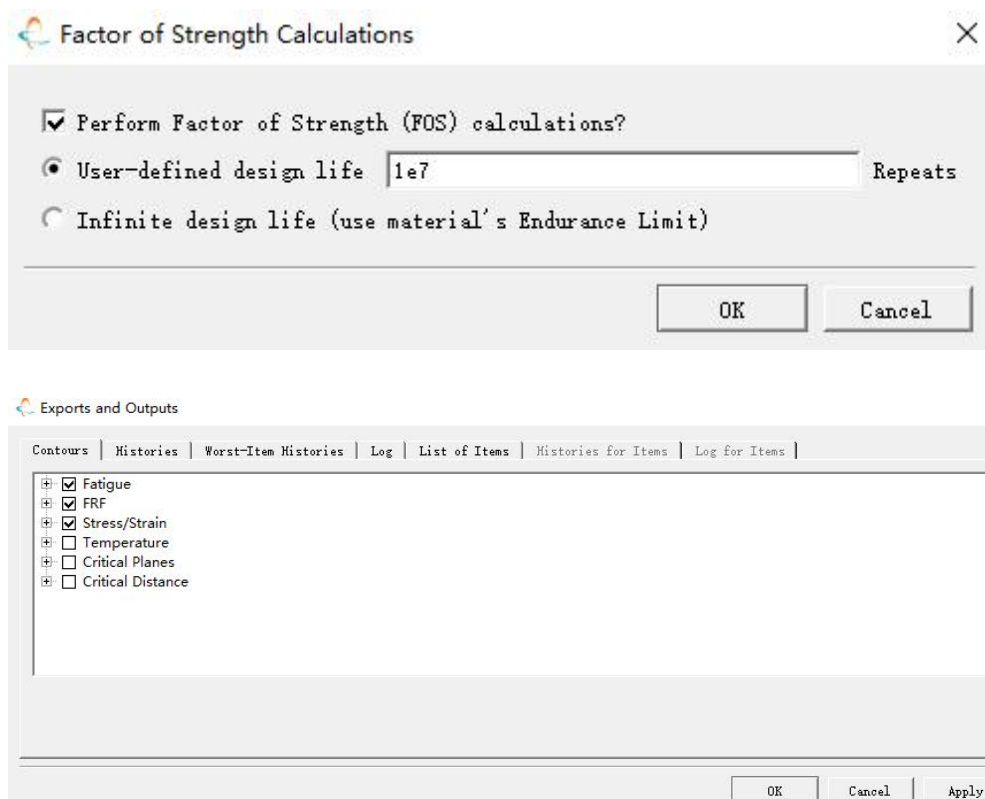 Factor of Strength Calculations
Perform Factor of Strength (FOS) calculations?
User-defined design life 1e7 Repeats
Infinite design life (use material's Endurance Limit)
OK Cancel
Exports and Outputs
Contours Histories Worst-Item Histories Log List of Items Histories for Items Log for Items
Fatigue
FRF
Stress/Strain
Temperature
Critical Planes
Critical Distance
OK Cancel Apply